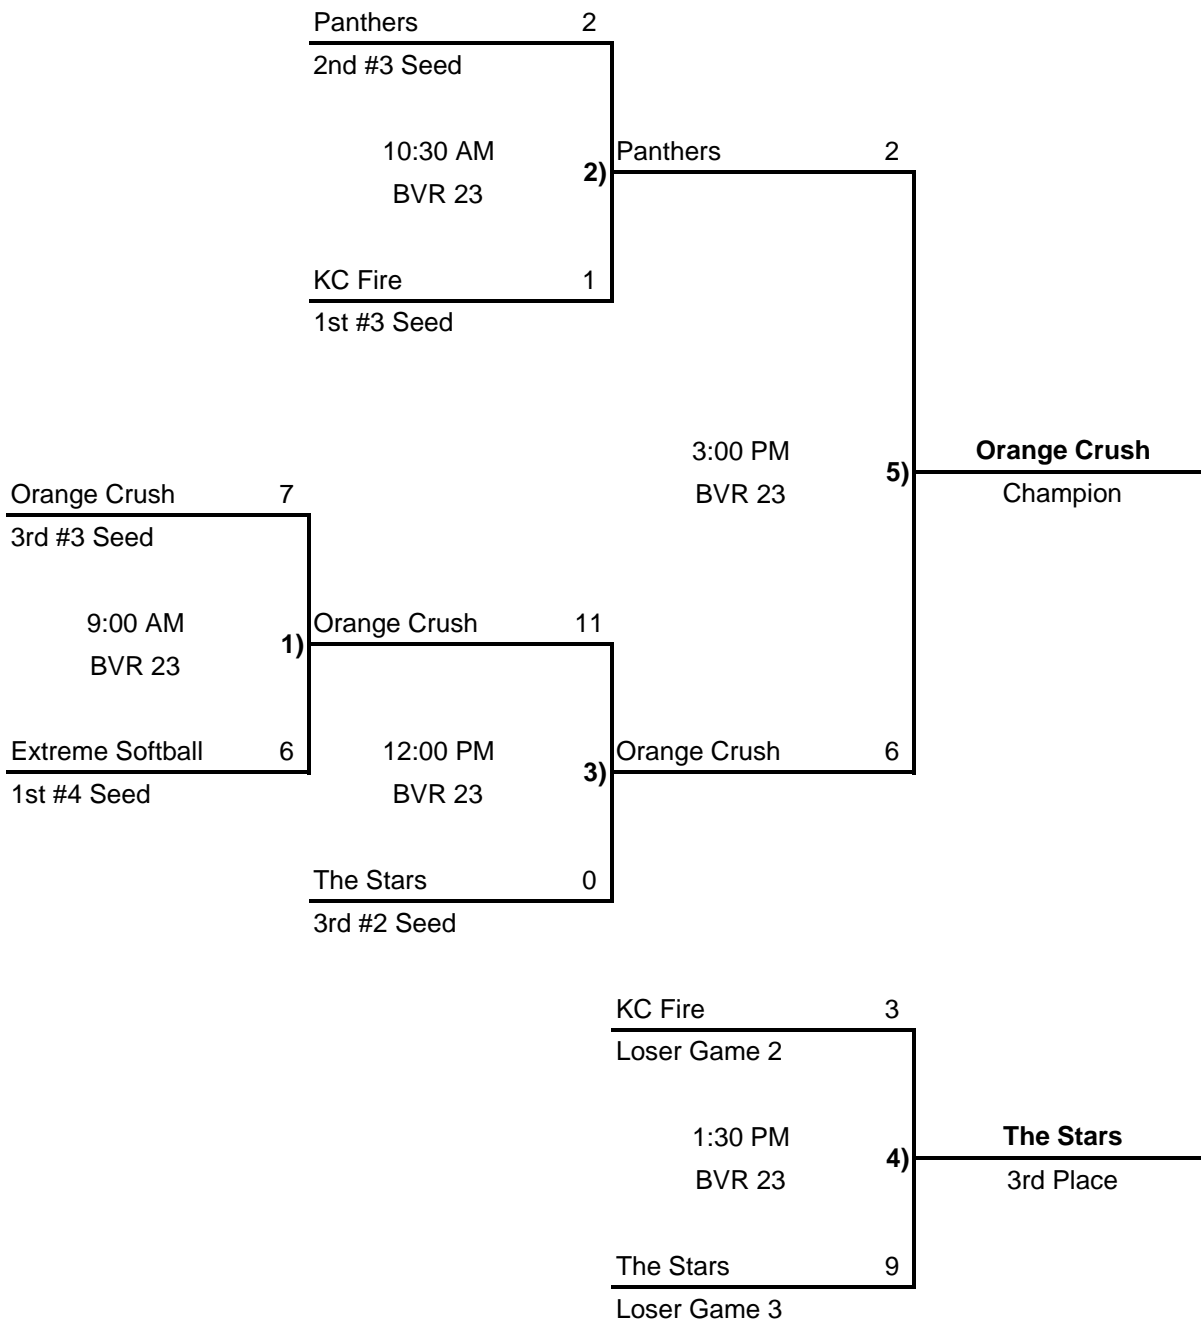 Panthers 2
2nd #3 Seed
10:30 AM
BVR 23
2)
Panthers 2
KC Fire 1
1st #3 Seed
3:00 PM
BVR 23
5)
Orange Crush
Champion
Orange Crush 7
3rd #3 Seed
9:00 AM
BVR 23
1)
Orange Crush 11
Extreme Softball 6
1st #4 Seed
12:00 PM
BVR 23
3)
Orange Crush 6
The Stars 0
3rd #2 Seed
KC Fire 3
Loser Game 2
1:30 PM
BVR 23
4)
The Stars
3rd Place
The Stars 9
Loser Game 3